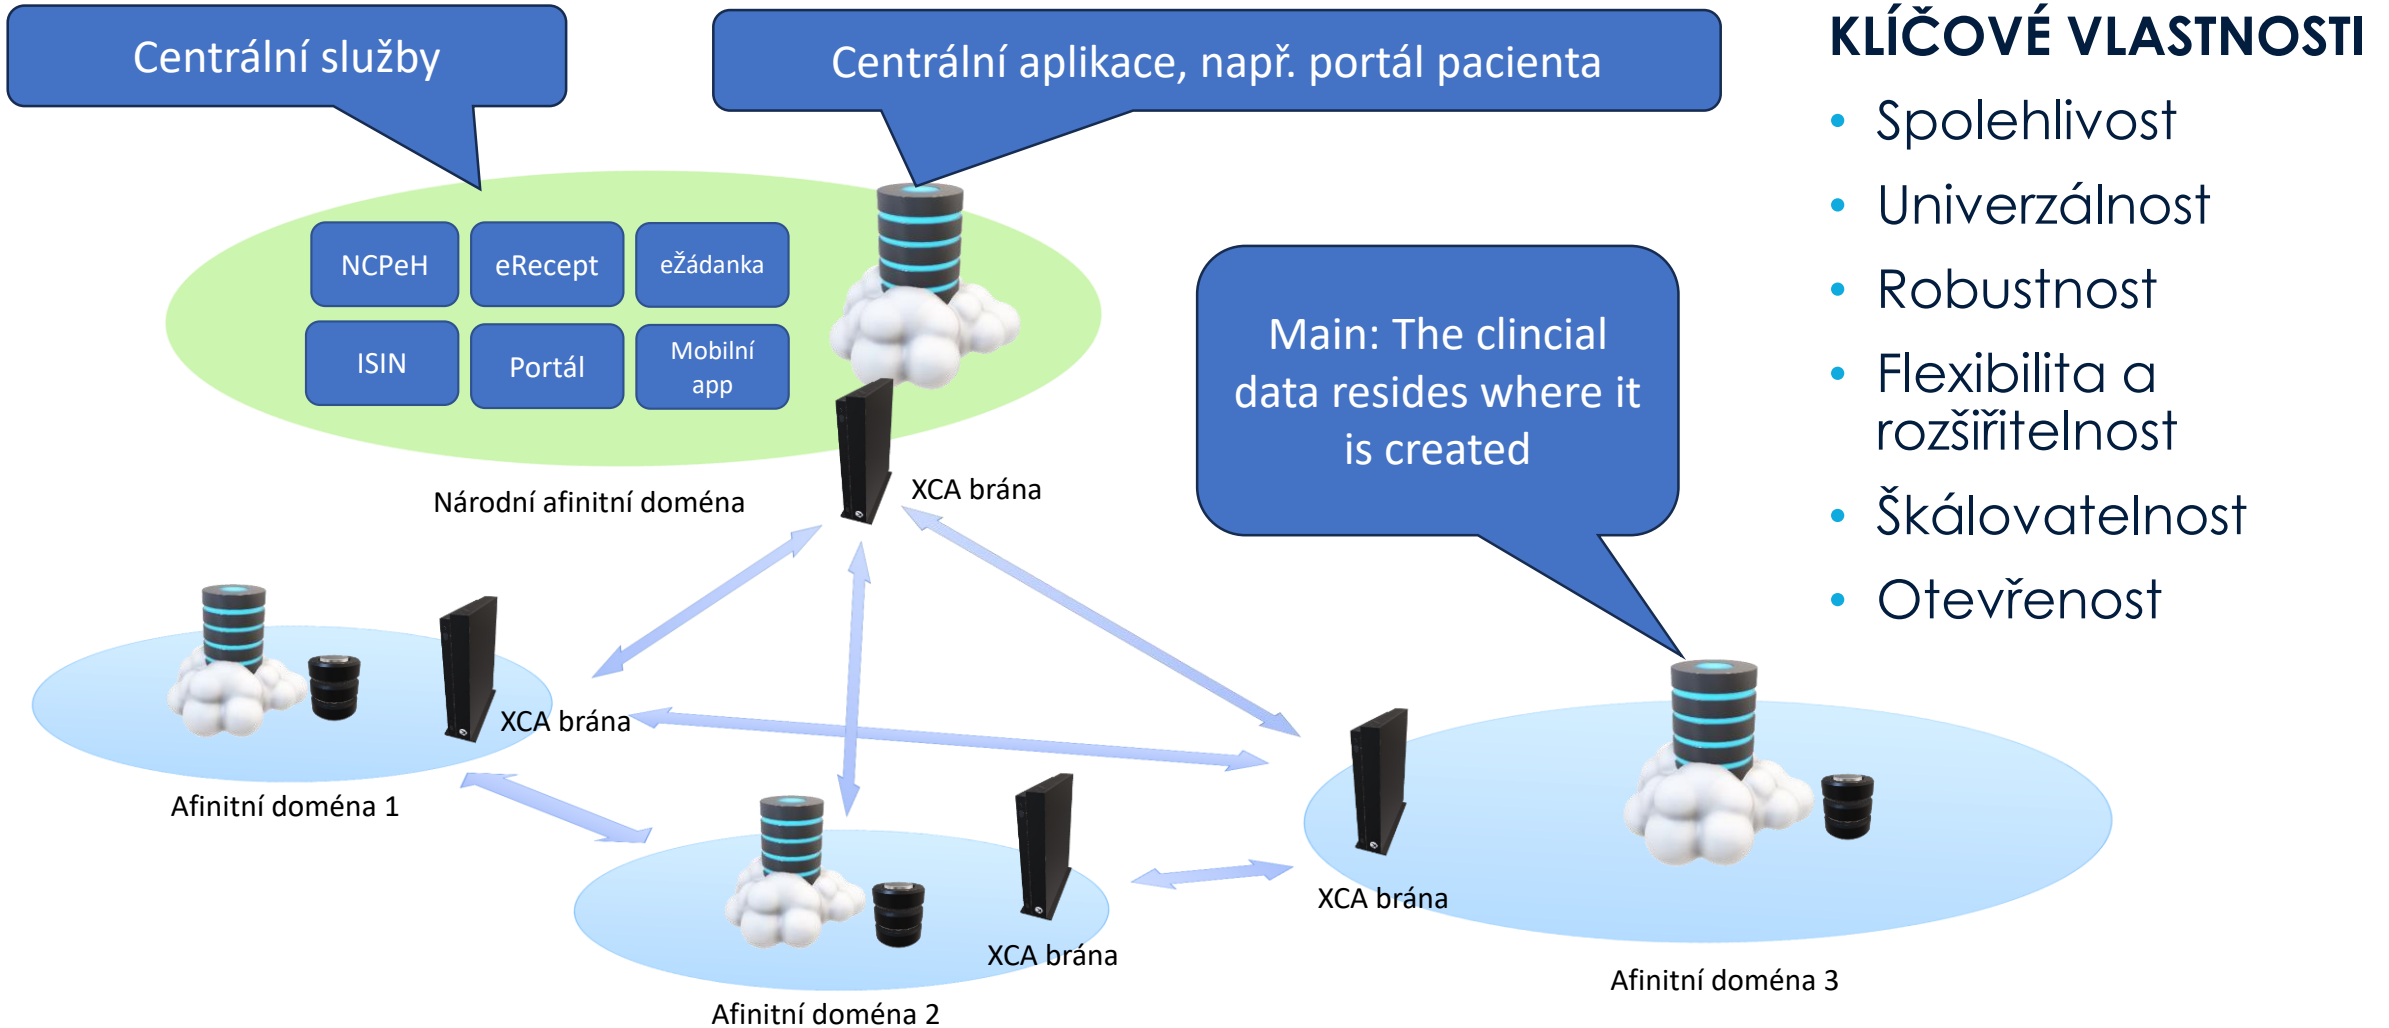 Centrální služby
Centrální aplikace, např. portál pacienta
KLÍČOVÉ VLASTNOSTI
• Spolehlivost
• Univerzálnost
• Robustnost
• Flexibilita a
rozšiřitelnost
• Škálovatelnost
• Otevřenost
NCPeH
eRecept
eŽádanka
ISIN
Portál
Mobilní
app
Main: The clincial
data resides where it
is created
Národní afinitní doména
XCA brána
XCA brána
Afinitní doména 1
XCA brána
Afinitní doména 2
XCA brána
Afinitní doména 3